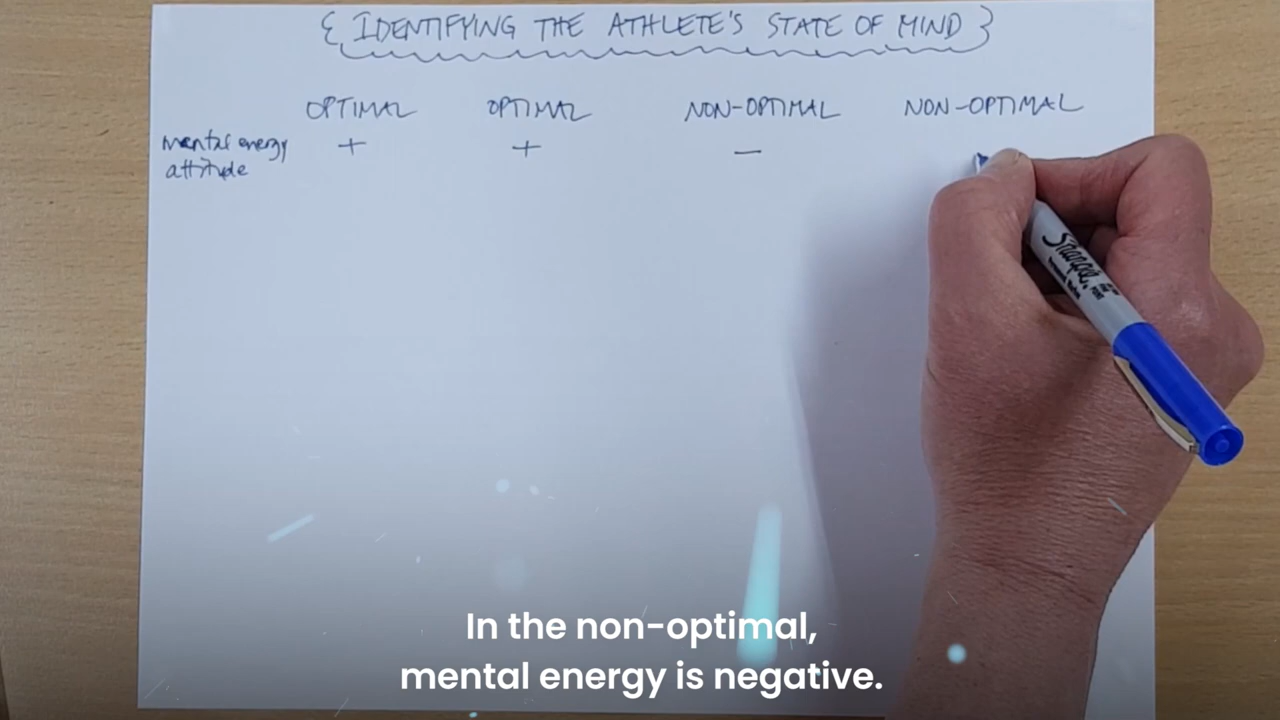 { IDENTIFYING THE ATHLETE'S STATE OF MIND }
OPTIMAL OPTIMAL NON-OPTIMAL NON-OPTIMAL
mental energy + + −
attitude
Sharpie
In the non-optimal,
mental energy is negative.